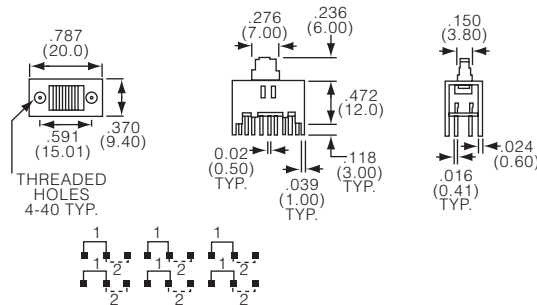 .787
(20.0)
.591
(15.01)
.370
(9.40)
THREADED
HOLES
4-40 TYP.
.276
(7.00)
.236
(6.00)
.472
(12.0)
0.02
(0.50)
TYP.
.039
(1.00)
TYP.
.118
(3.00)
TYP.
.150
(3.80)
.016
(0.41)
TYP.
.024
(0.60)
1 1 1
2 2 2
1 1 1
2 2 2